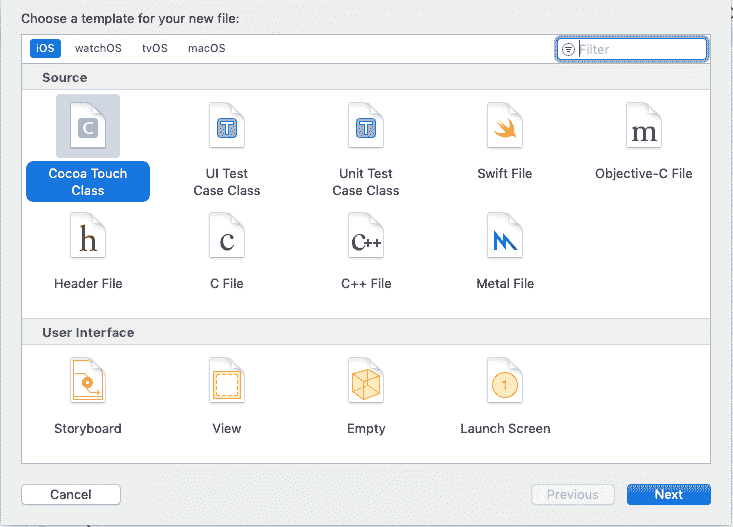 Choose a template for your new file:
iOS watchOS tvOS macOS Filter
Source
C T T m
Cocoa Touch Class
UI Test Case Class
Unit Test Case Class
Swift File
Objective-C File
h c C++
Header File
C File
C++ File
Metal File
User Interface
1
Storyboard
View
Empty
Launch Screen
Cancel Previous Next